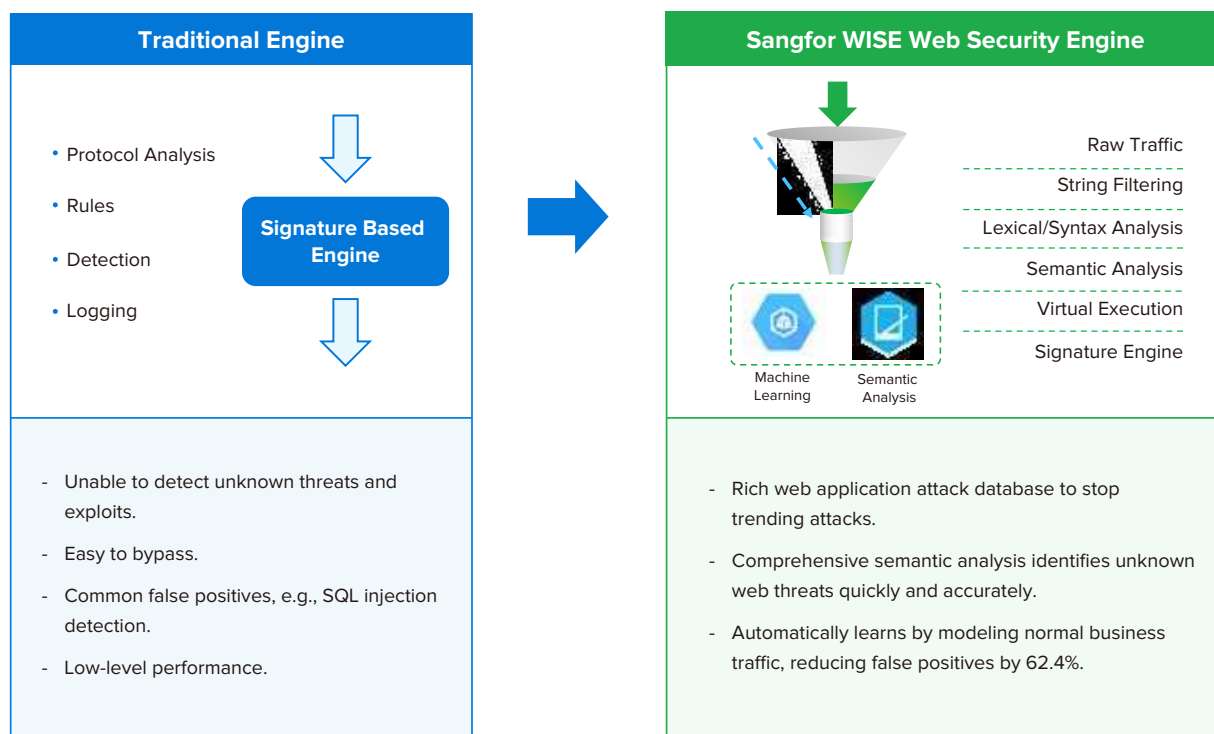 Traditional Engine
• Protocol Analysis
• Rules
• Detection
• Logging
Signature Based
Engine
- Unable to detect unknown threats and
exploits.
- Easy to bypass.
- Common false positives, e.g., SQL injection
detection.
- Low-level performance.
Sangfor WISE Web Security Engine
Raw Traffic
String Filtering
Lexical/Syntax Analysis
Semantic Analysis
Virtual Execution
Signature Engine
Machine
Learning
Semantic
Analysis
- Rich web application attack database to stop
trending attacks.
- Comprehensive semantic analysis identifies unknown
web threats quickly and accurately.
- Automatically learns by modeling normal business
traffic, reducing false positives by 62.4%.